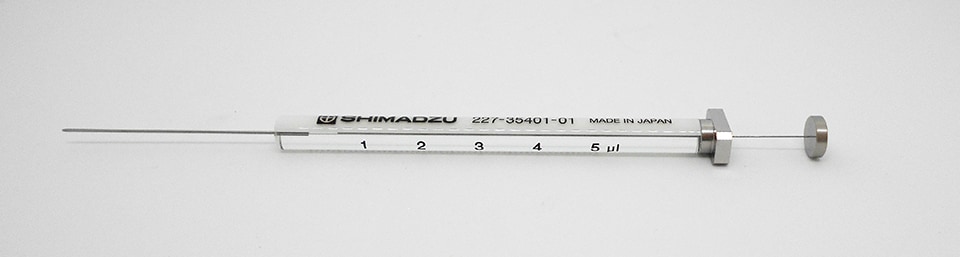 SHIMADZU 227-35401-01 MADE IN JAPAN
1 2 3 4 5 µl